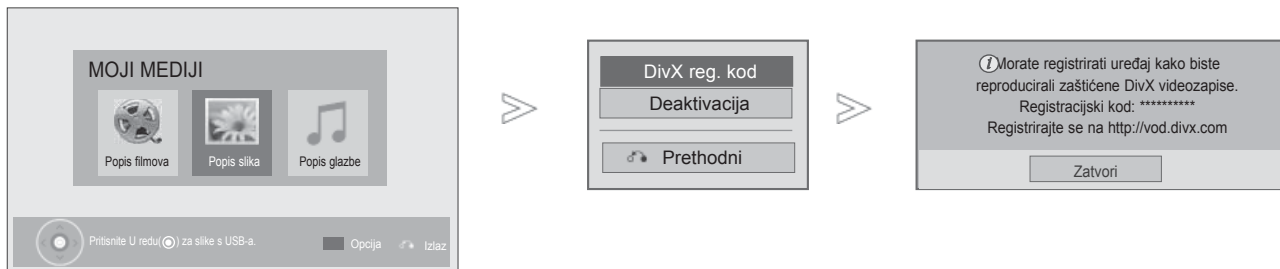 MOJI MEDIJI
Popis filmova
Popis slika
Popis glazbe
Pritisnite U redu(◉) za slike s USB-a.
Opcija
Izlaz
DivX reg. kod
Deaktivacija
Prethodni
Morate registrirati uređaj kako biste
reproducirali zaštićene DivX videozapise.
Registracijski kod: **********
Registrirajte se na http://vod.divx.com
Zatvori